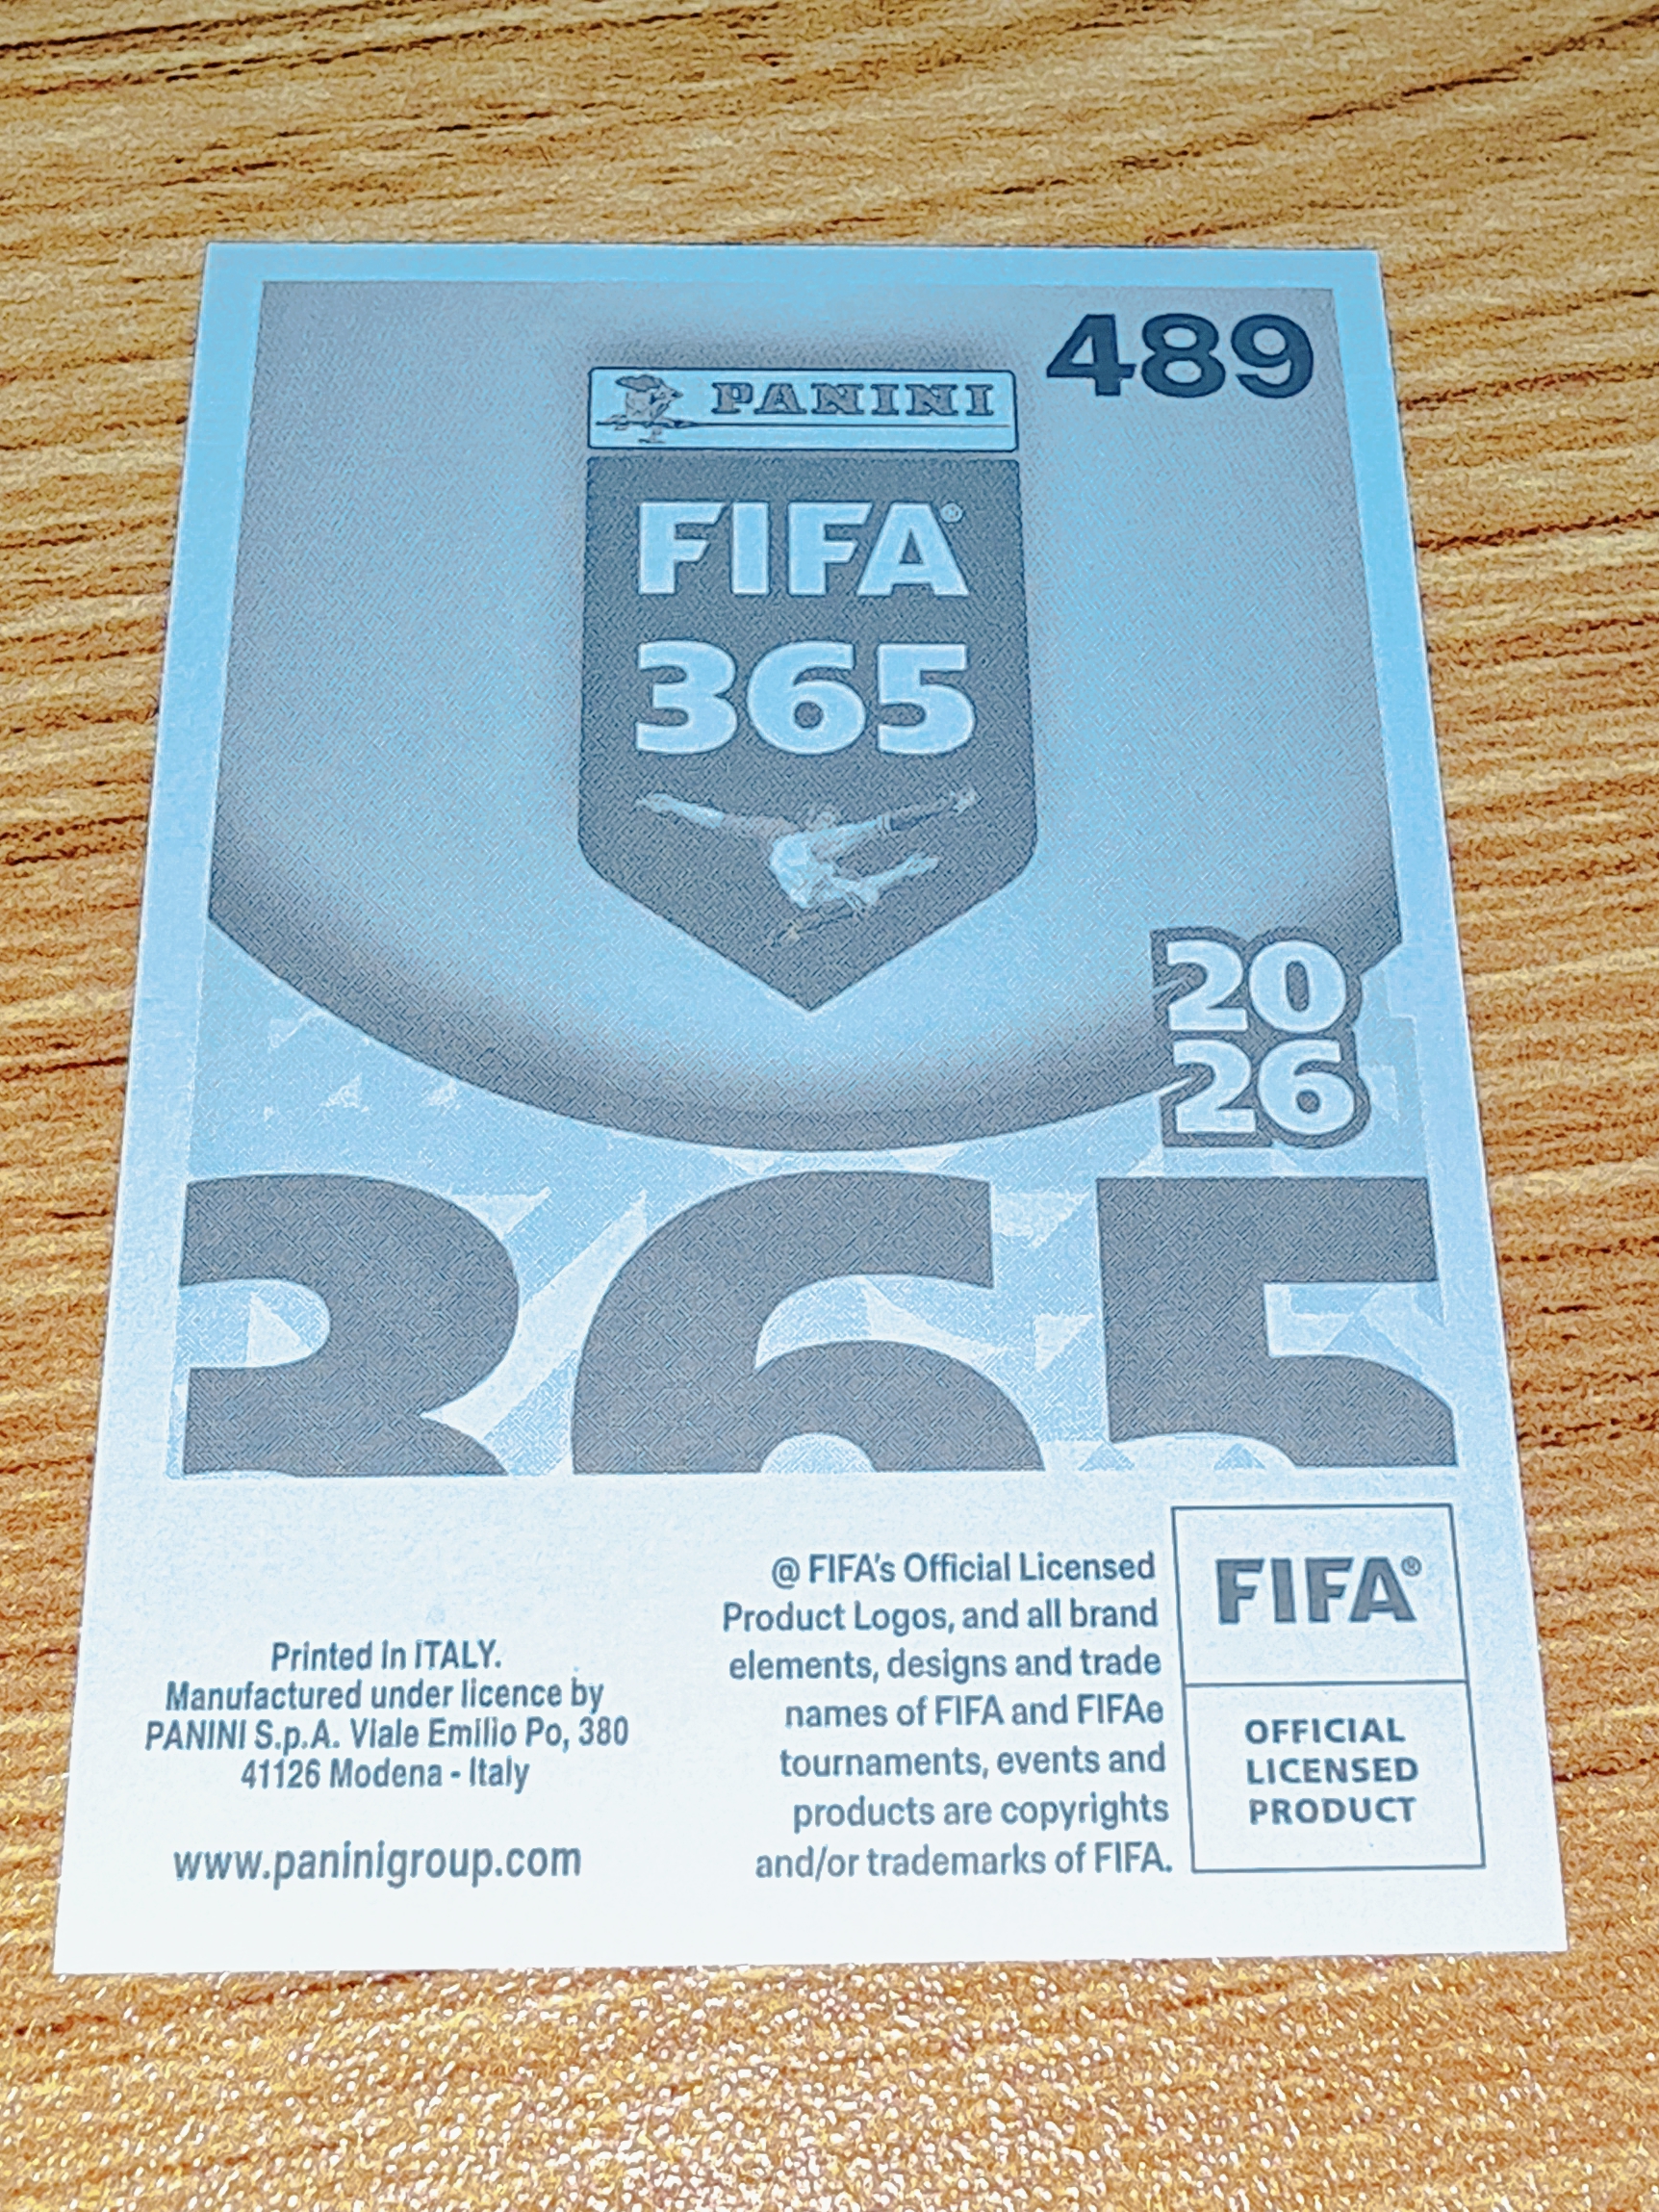 489
PANINI
FIFA®
365
20
26
365
Printed in ITALY.
Manufactured under licence by
PANINI S.p.A. Viale Emilio Po, 380
41126 Modena - Italy
www.paninigroup.com
@ FIFA's Official Licensed
Product Logos, and all brand
elements, designs and trade
names of FIFA and FIFAe
tournaments, events and
products are copyrights
and/or trademarks of FIFA.
FIFA®
OFFICIAL
LICENSED
PRODUCT